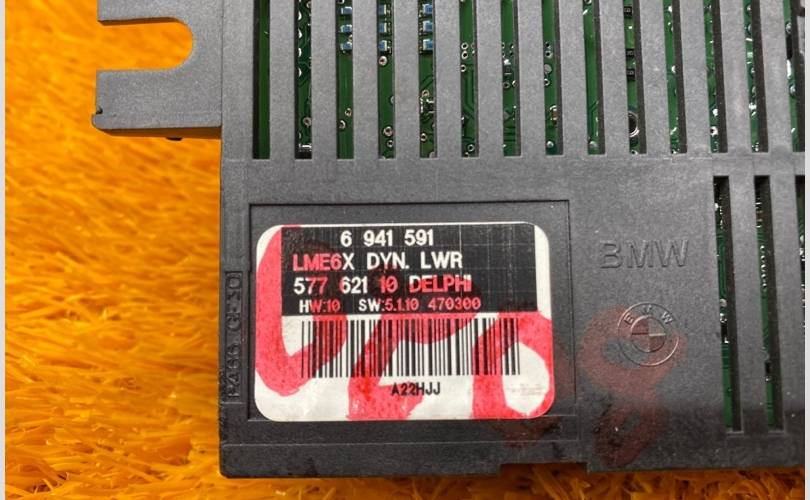 6 941 591
LME6X DYN. LWR
577 621 10 DELPHI
HW:10 SW:5.1.10 470300
A22HJJ
BMW
BMW